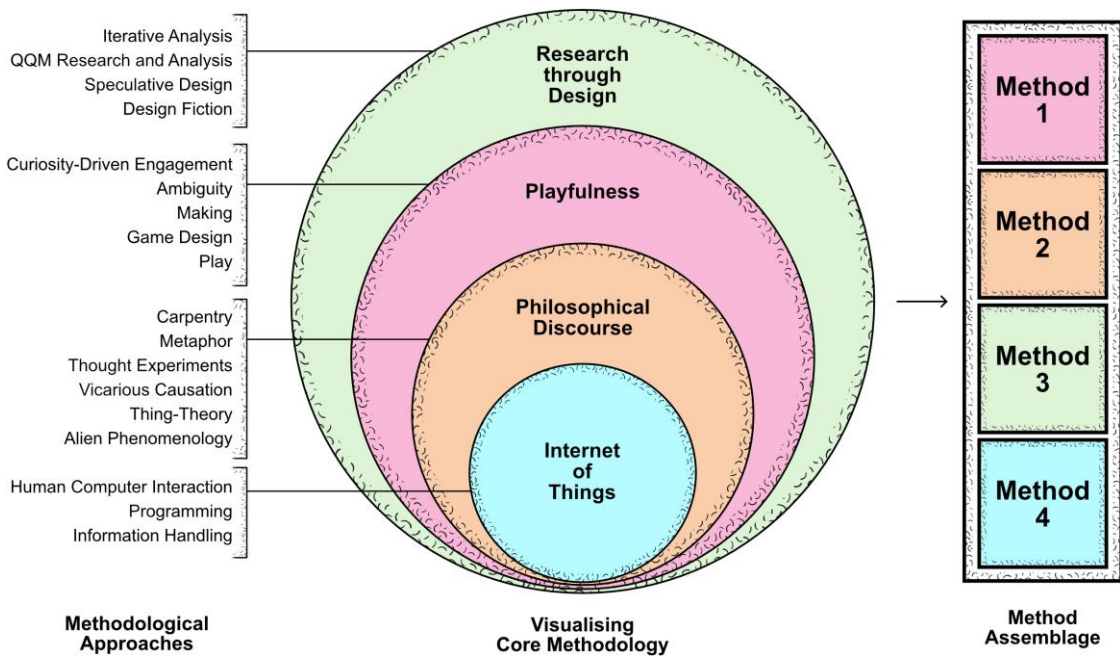 Iterative Analysis
QQM Research and Analysis
Speculative Design
Design Fiction
Curiosity-Driven Engagement
Ambiguity
Making
Game Design
Play
Carpentry
Metaphor
Thought Experiments
Vicarious Causation
Thing-Theory
Alien Phenomenology
Human Computer Interaction
Programming
Information Handling
Methodological
Approaches
Research
through
Design
Playfulness
Philosophical
Discourse
Internet
of
Things
Visualising
Core Methodology
Method
1
Method
2
Method
3
Method
4
Method
Assemblage